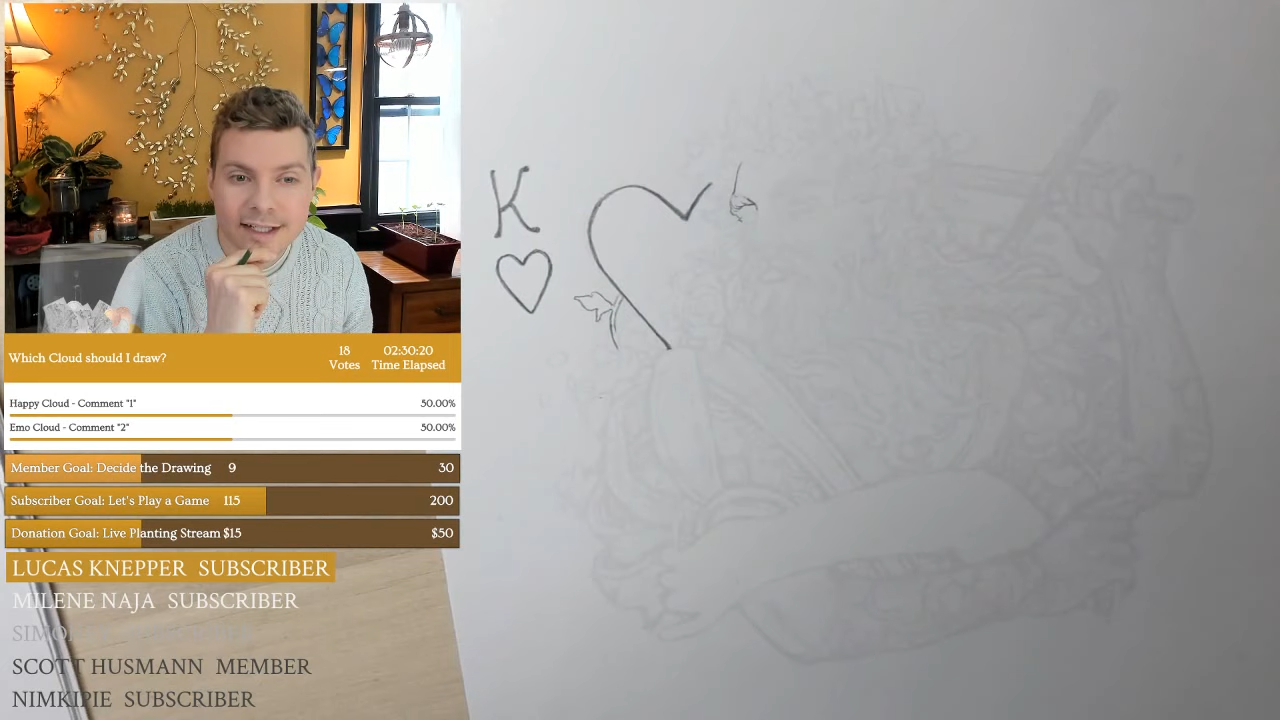 K
Which Cloud should I draw?
18 Votes
02:30:20 Time Elapsed
Happy Cloud - Comment "1" 50.00%
Emo Cloud - Comment "2" 50.00%
Member Goal: Decide the Drawing 9 30
Subscriber Goal: Let's Play a Game 115 200
Donation Goal: Live Planting Stream $15 $50
LUCAS KNEPPER SUBSCRIBER
MILENE NAJA SUBSCRIBER
SCOTT HUSMANN MEMBER
NIMKIPIE SUBSCRIBER